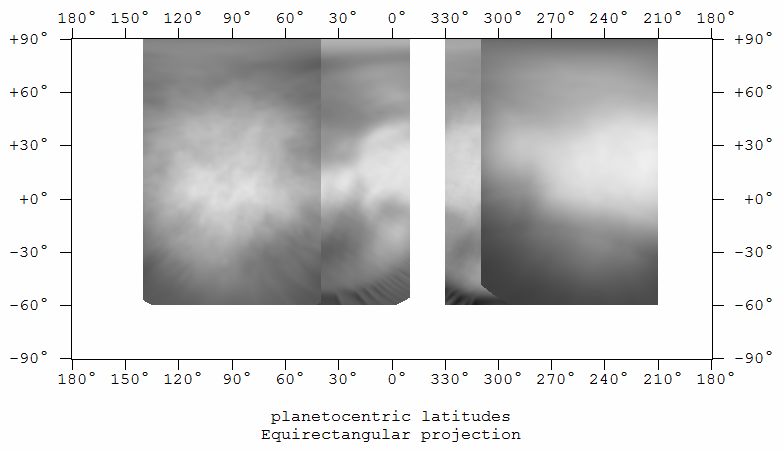 180° 150° 120° 90° 60° 30° 0° 330° 300° 270° 240° 210° 180°
+90° +90°
+60° +60°
+30° +30°
+0° +0°
−30° −30°
−60° −60°
−90° −90°
180° 150° 120° 90° 60° 30° 0° 330° 300° 270° 240° 210° 180°
planetocentric latitudes
Equirectangular projection